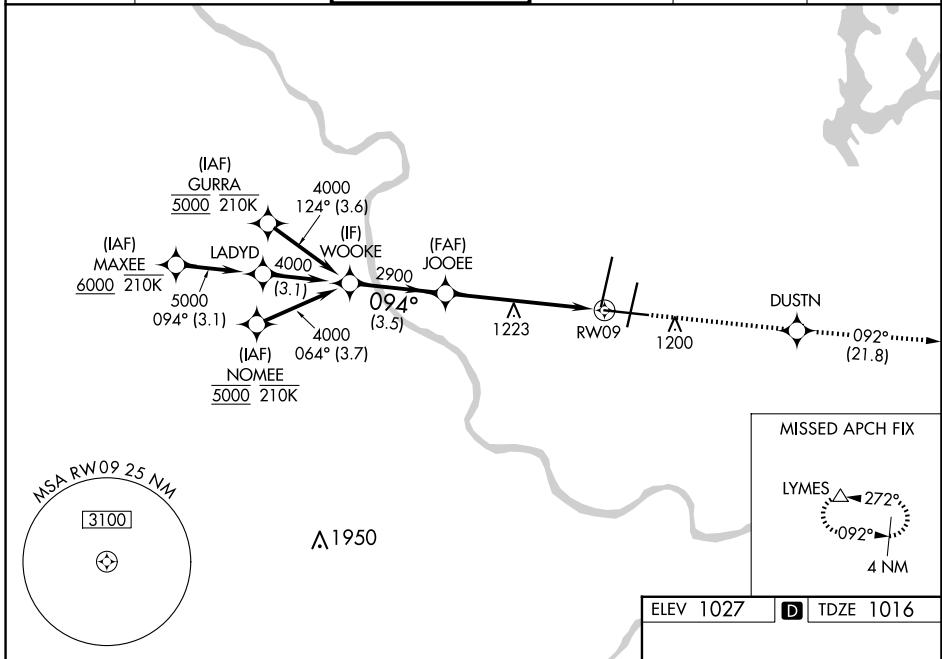 (IAF)
GURRA
5000 210K
4000
124° (3.6)
(IF)
WOOKE
(FAF)
JOOEE
(IAF)
MAXEE
6000 210K
LADYD
4000
(3.1)
2900
094°
(3.5)
5000
094° (3.1)
4000
064° (3.7)
(IAF)
NOMEE
5000 210K
1223
RW09
1200
DUSTN
092°
(21.8)
MISSED APCH FIX
LYMES
272°
092°
4 NM
MSA RW09 25 NM
3100
1950
ELEV 1027 D TDZE 1016